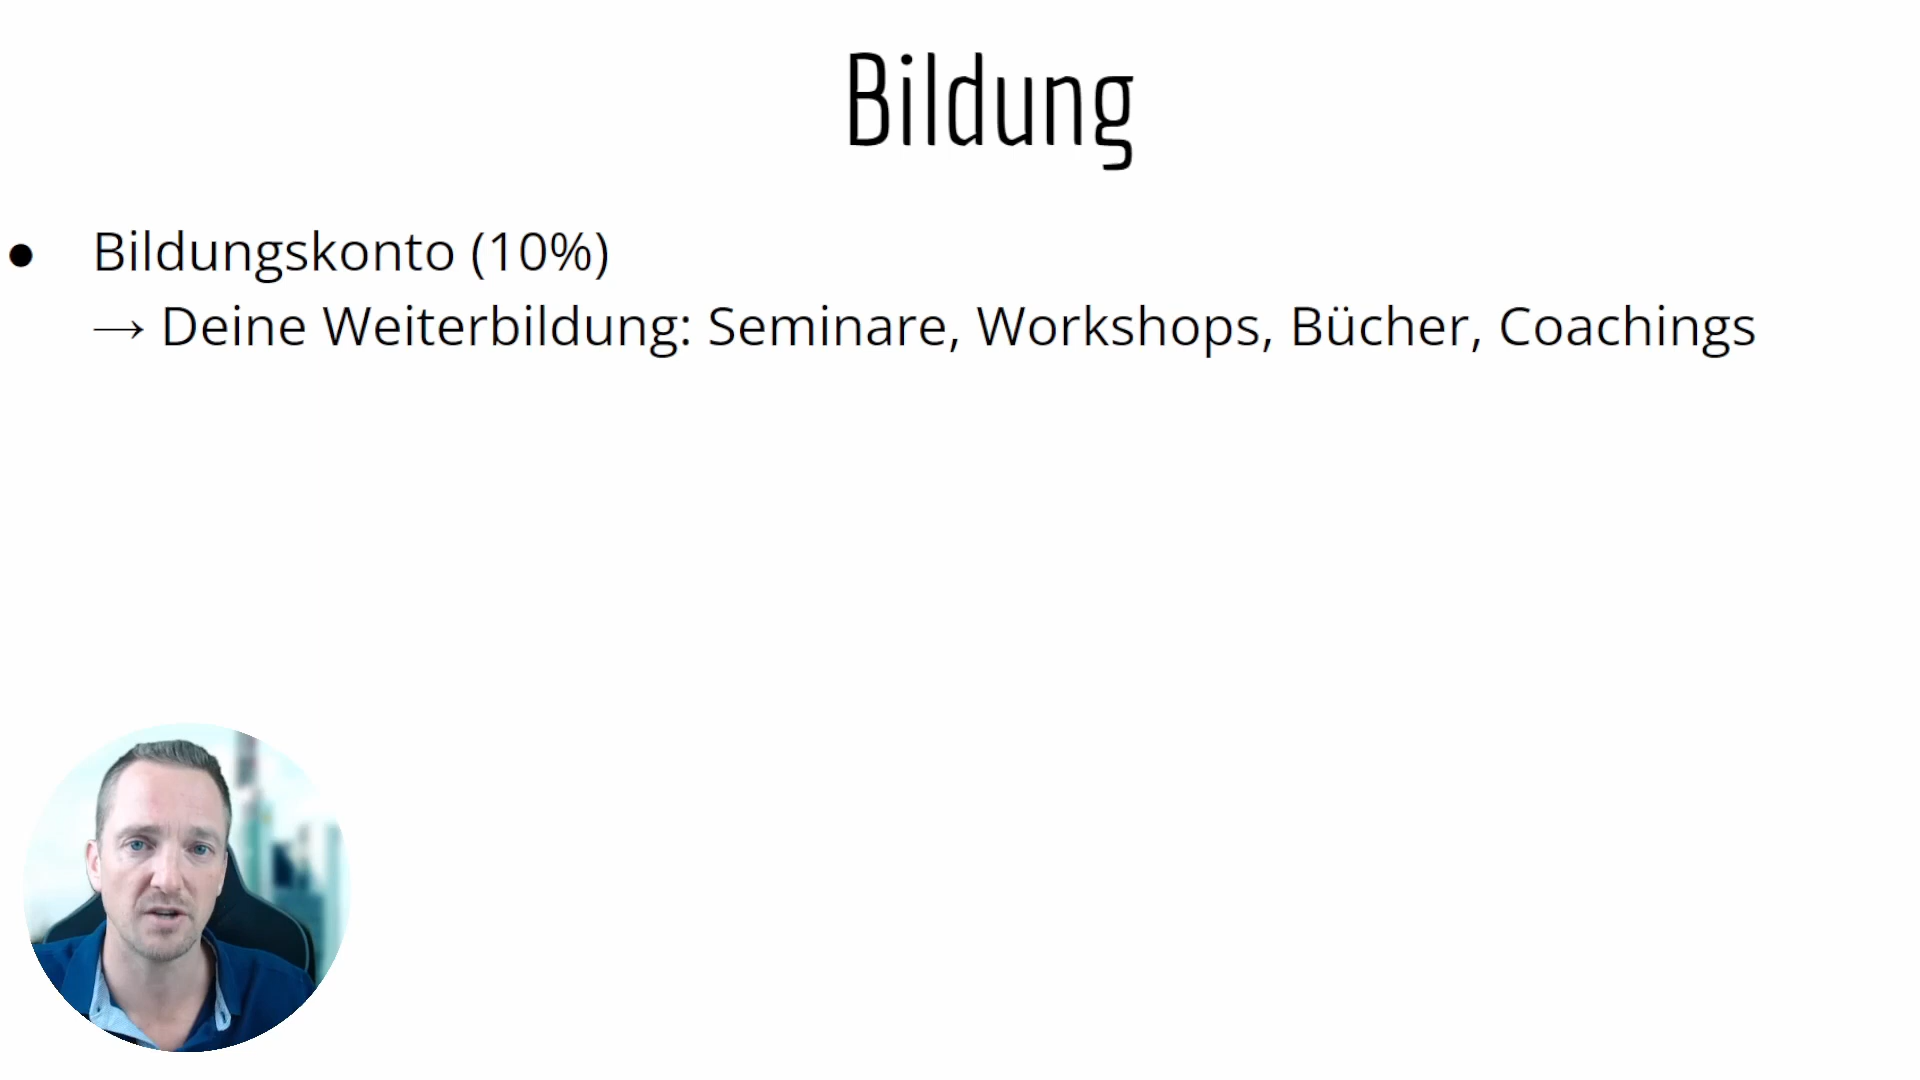 Bildung
● Bildungskonto (10%)
→ Deine Weiterbildung: Seminare, Workshops, Bücher, Coachings